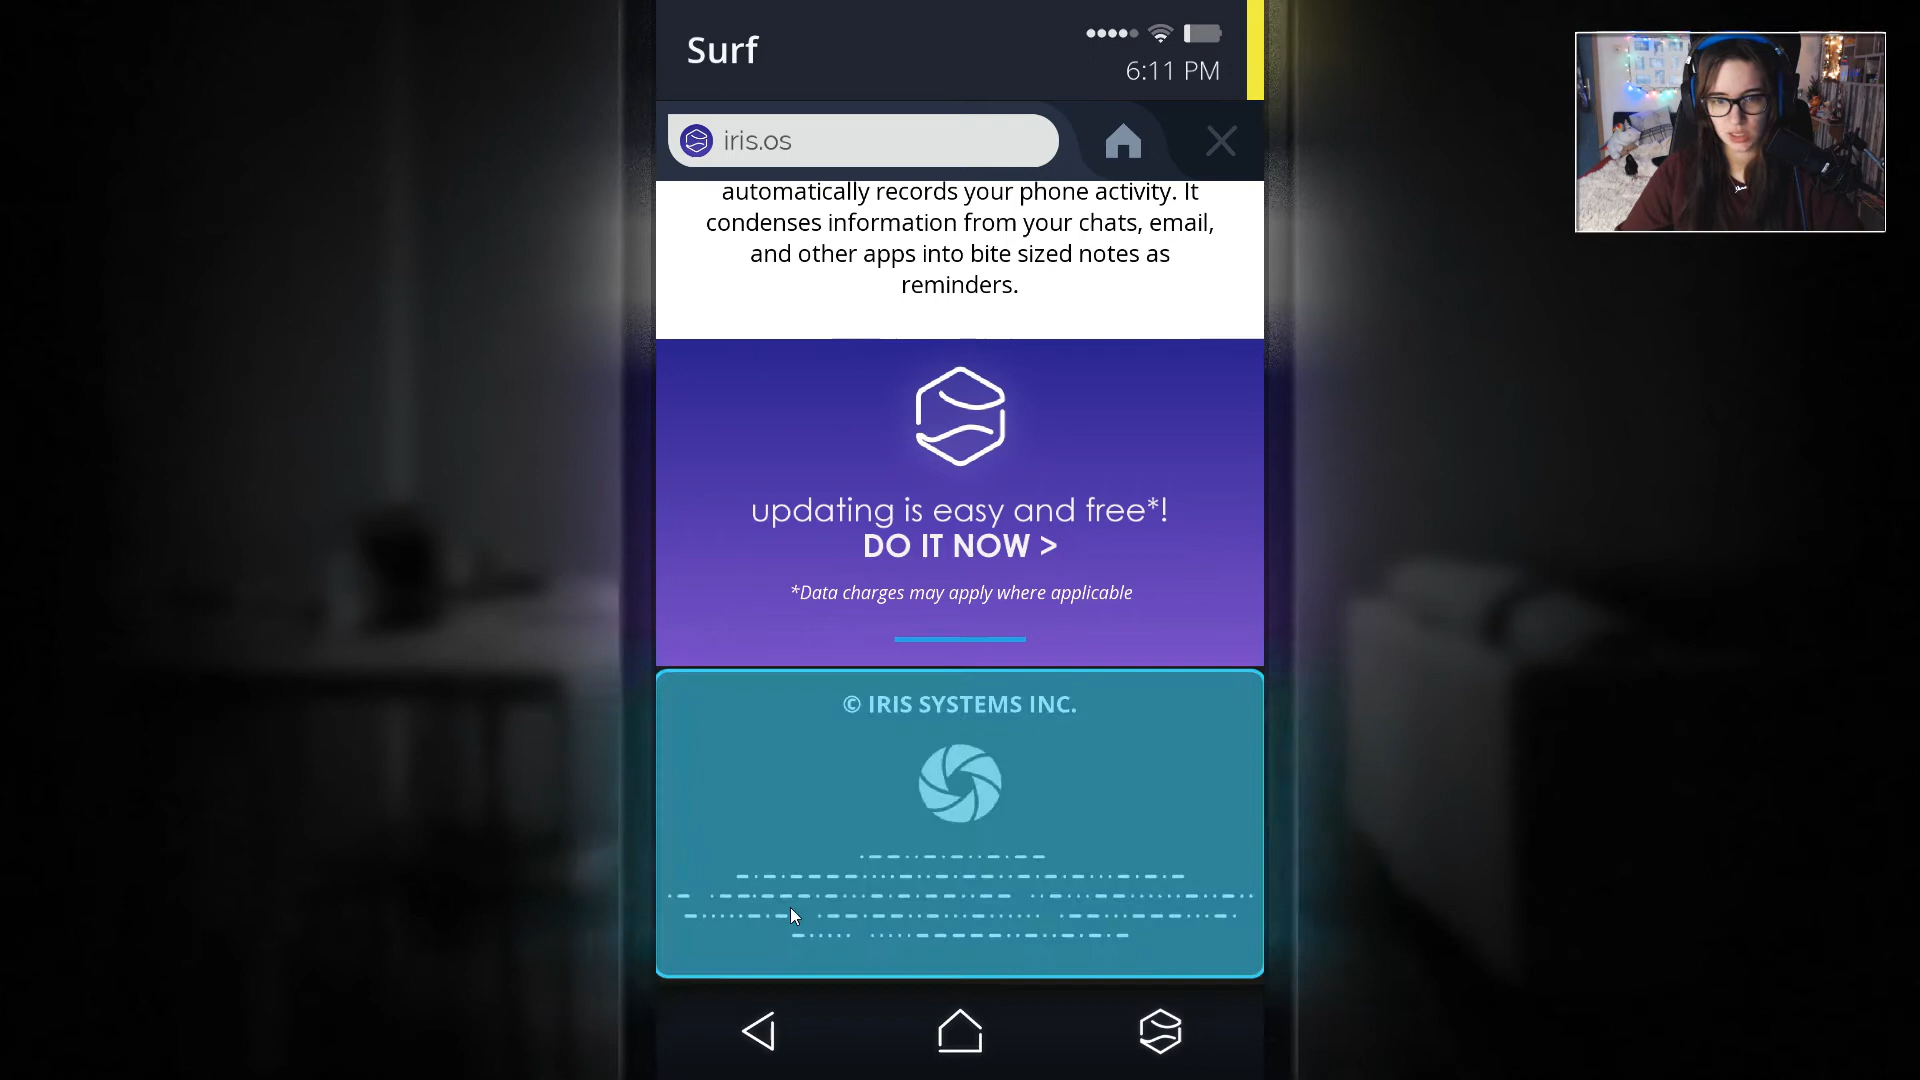 Surf
6:11 PM
iris.os
automatically records your phone activity. It
condenses information from your chats, email,
and other apps into bite sized notes as
reminders.
updating is easy and free*!
DO IT NOW >
*Data charges may apply where applicable
© IRIS SYSTEMS INC.